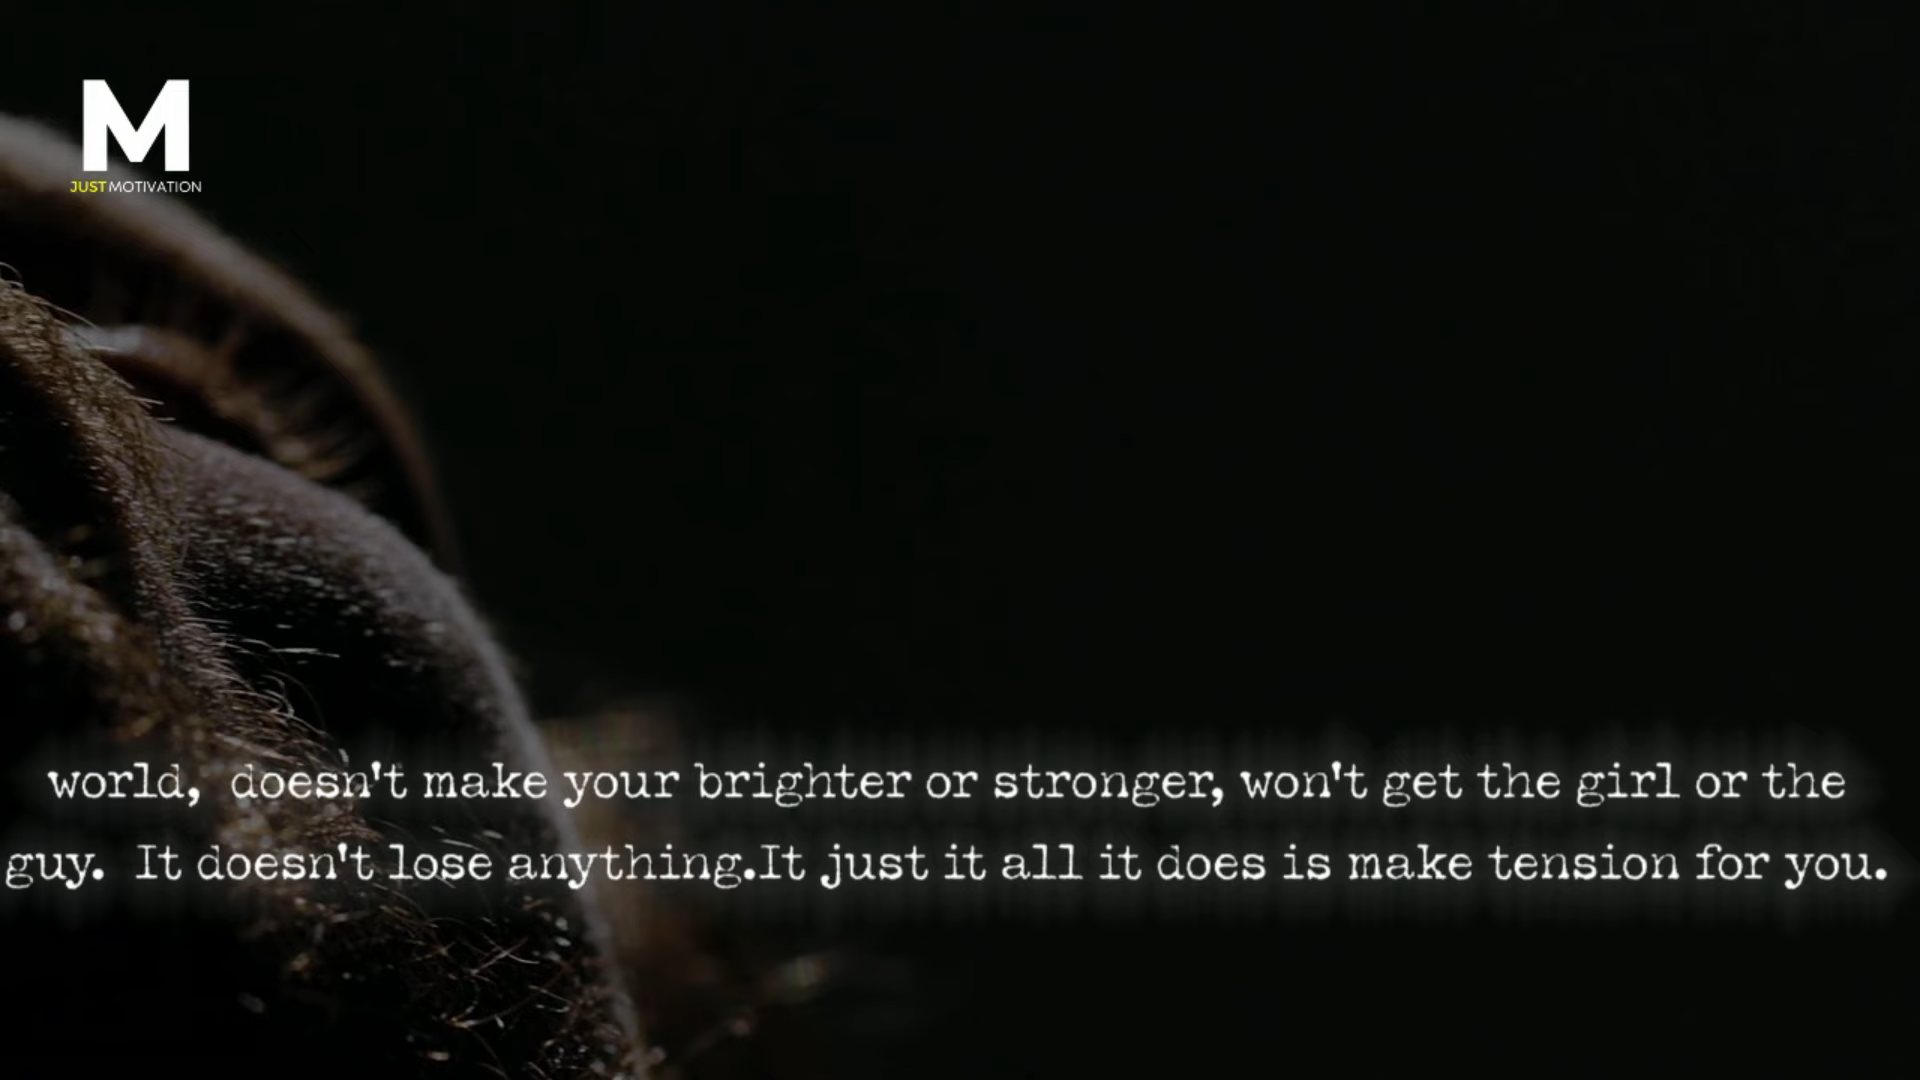 M
JUST MOTIVATION
world, doesn't make your brighter or stronger, won't get the girl or the
guy. It doesn't lose anything.It just it all it does is make tension for you.